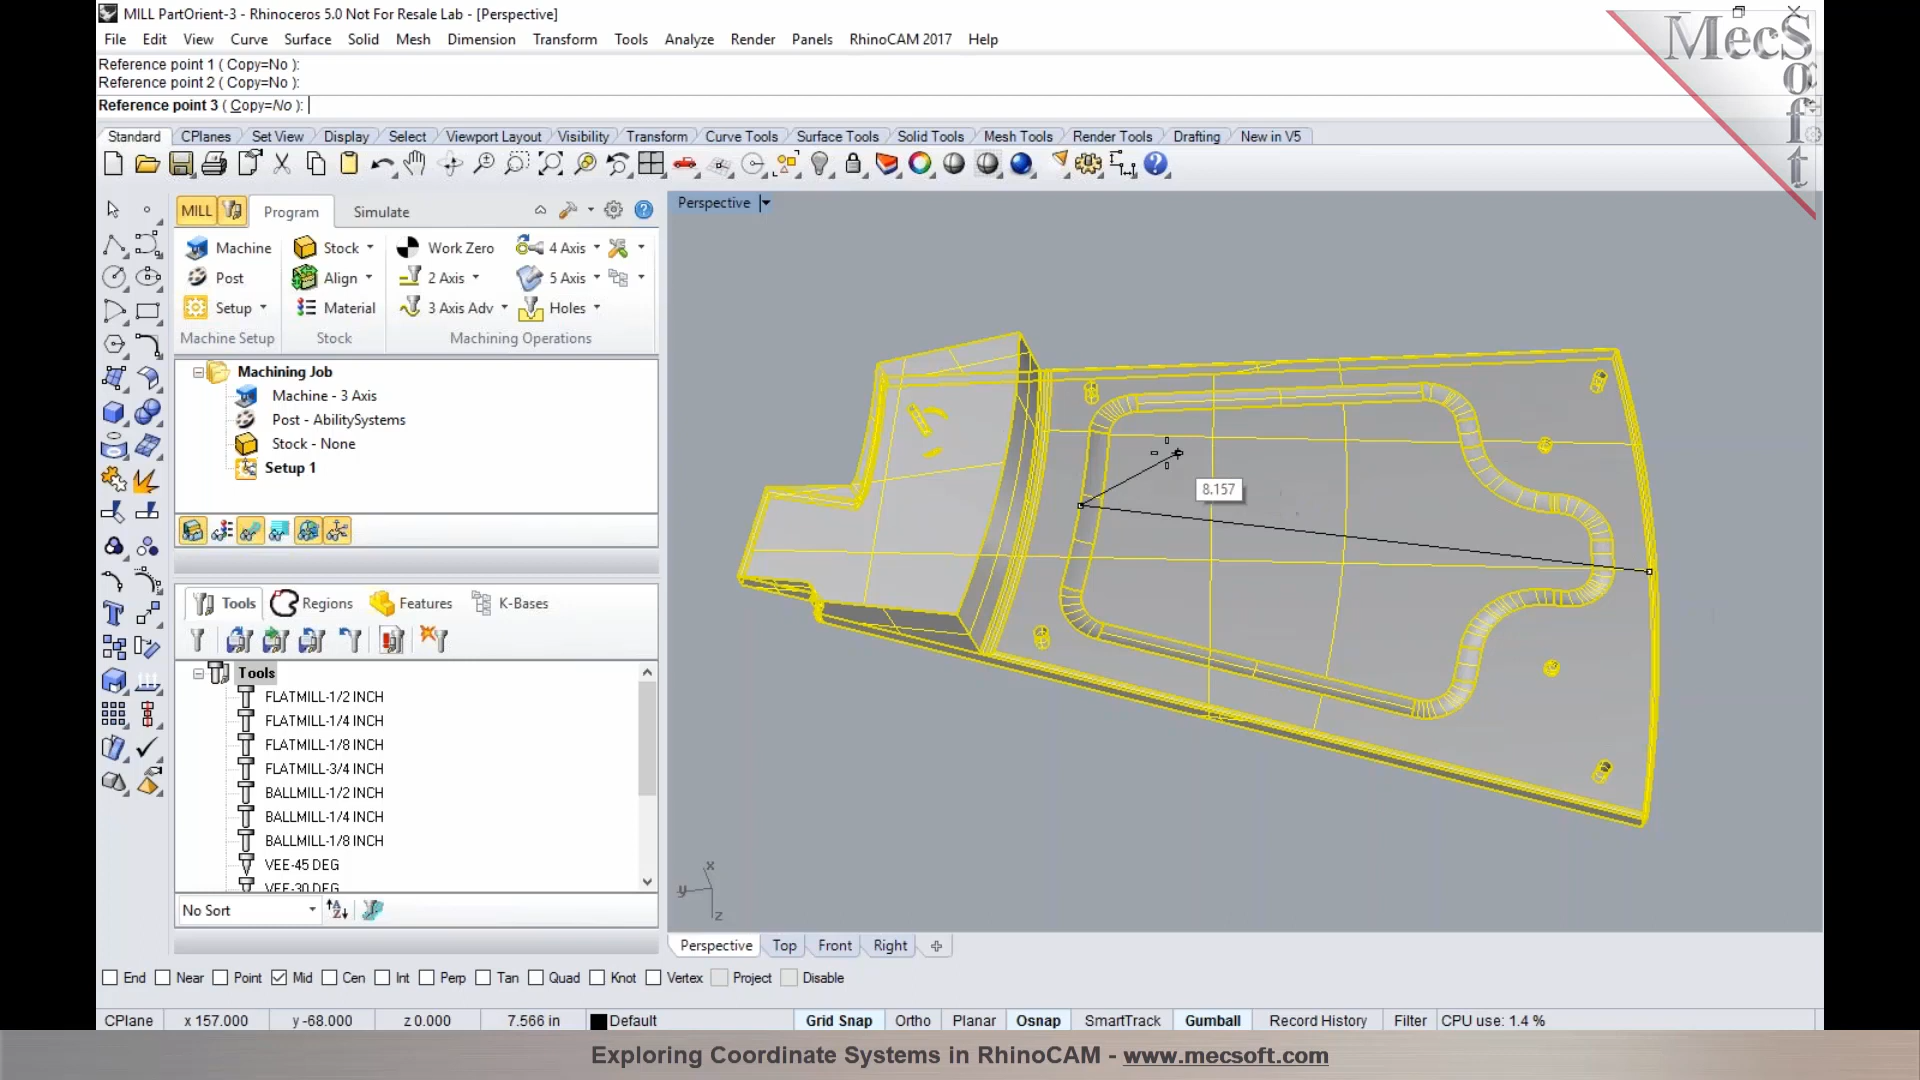 MILL PartOrient-3 - Rhinoceros 5.0 Not For Resale Lab - [Perspective]
File Edit View Curve Surface Solid Mesh Dimension Transform Tools Analyze Render Panels RhinoCAM 2017 Help
Reference point 1 ( Copy=No ):
Reference point 2 ( Copy=No ):
Reference point 3 ( Copy=No ):
Standard CPlanes Set View Display Select Viewport Layout Visibility Transform Curve Tools Surface Tools Solid Tools Mesh Tools Render Tools Drafting New in V5
MecSoft
MILL Program Simulate
Machine Stock Work Zero 4 Axis
Post Align 2 Axis 5 Axis
Setup Material 3 Axis Adv Holes
Machine Setup Stock Machining Operations
Machining Job
Machine - 3 Axis
Post - AbilitySystems
Stock - None
Setup 1
Tools Regions Features K-Bases
Tools
FLATMILL-1/2 INCH
FLATMILL-1/4 INCH
FLATMILL-1/8 INCH
FLATMILL-3/4 INCH
BALLMILL-1/2 INCH
BALLMILL-1/4 INCH
BALLMILL-1/8 INCH
VEE-45 DEG
VEE-30 DEG
No Sort
Perspective
8.157
x
y
z
Perspective Top Front Right
End Near Point Mid Cen Int Perp Tan Quad Knot Vertex Project Disable
CPlane x 157.000 y -68.000 z 0.000 7.566 in Default Grid Snap Ortho Planar Osnap SmartTrack Gumball Record History Filter CPU use: 1.4 %
Exploring Coordinate Systems in RhinoCAM - www.mecsoft.com